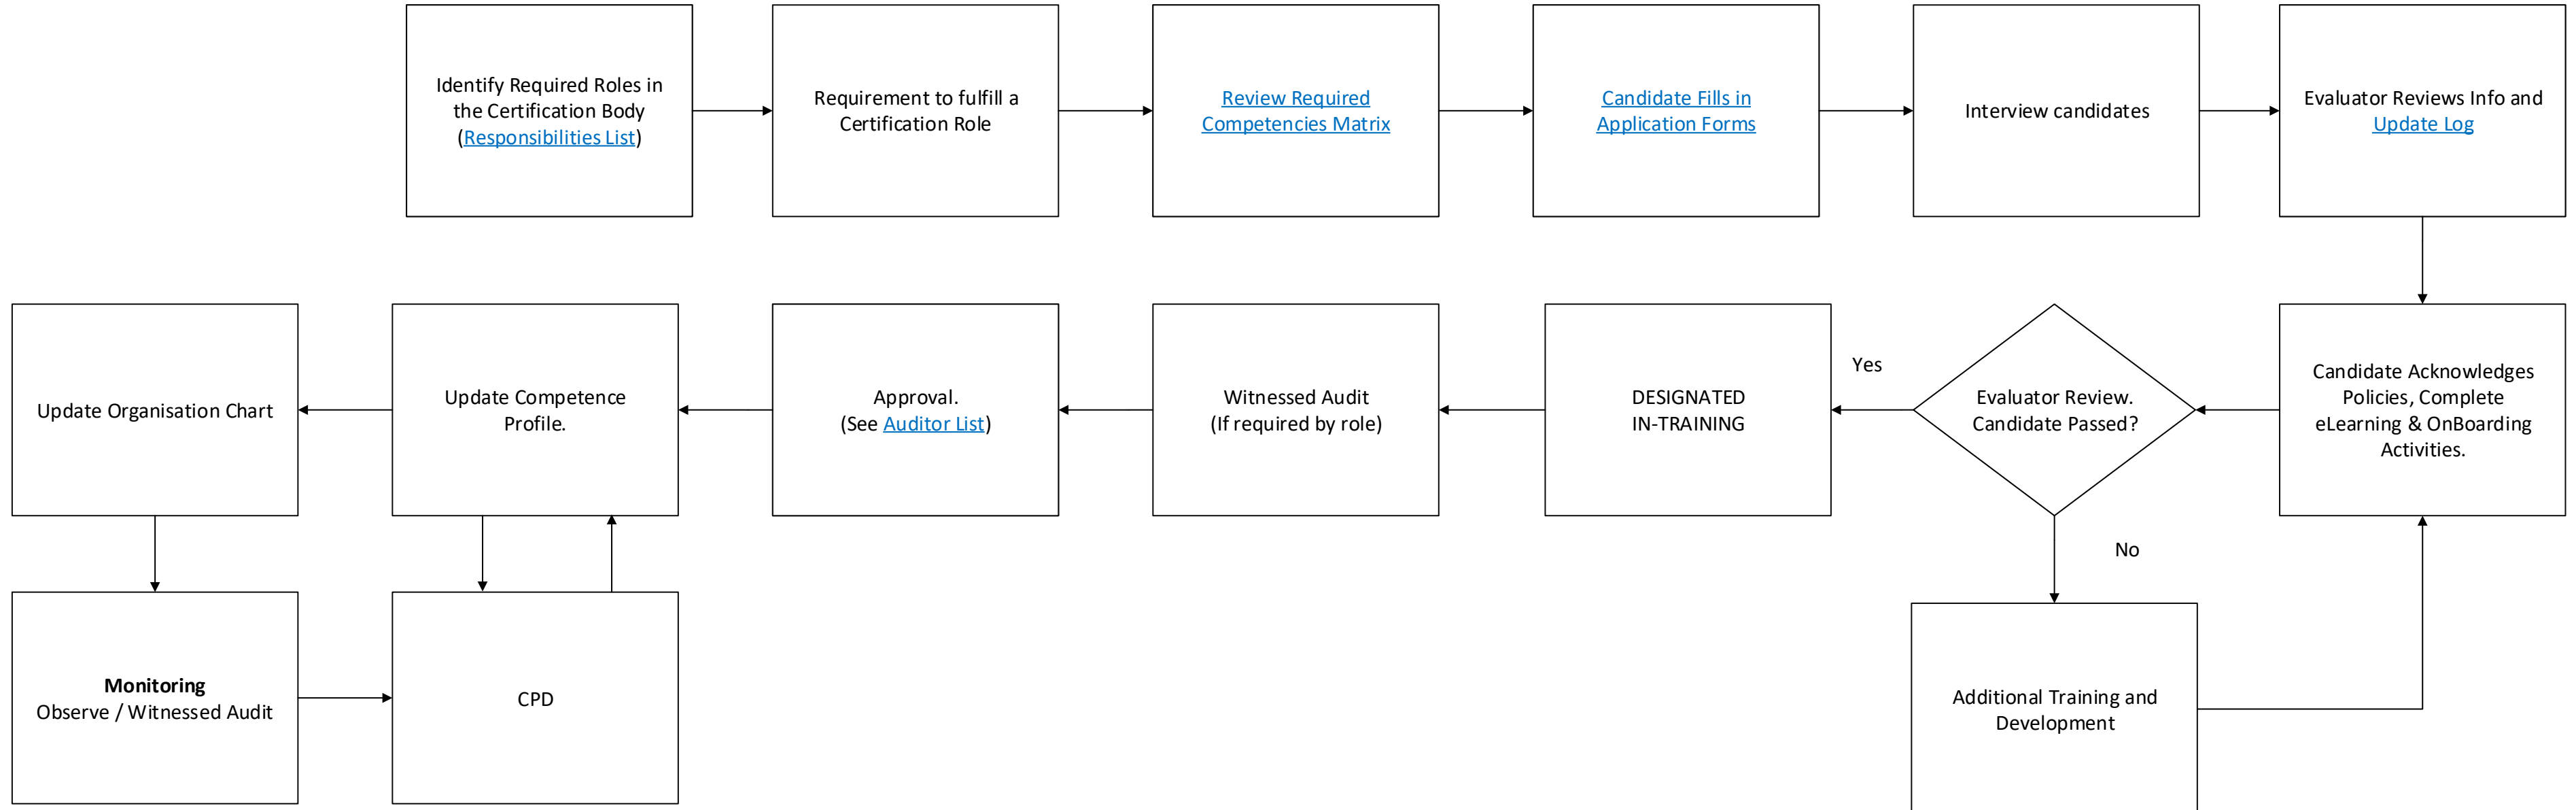 Identify Required Roles in
the Certification Body
(Responsibilities List)
Requirement to fulfill a
Certification Role
Review Required
Competencies Matrix
Candidate Fills in
Application Forms
Interview candidates
Evaluator Reviews Info and
Update Log
Candidate Acknowledges
Policies, Complete
eLearning & OnBoarding
Activities.
Evaluator Review.
Candidate Passed?
Yes
No
DESIGNATED
IN-TRAINING
Witnessed Audit
(If required by role)
Approval.
(See Auditor List)
Update Competence
Profile.
Update Organisation Chart
Monitoring
Observe / Witnessed Audit
CPD
Additional Training and
Development